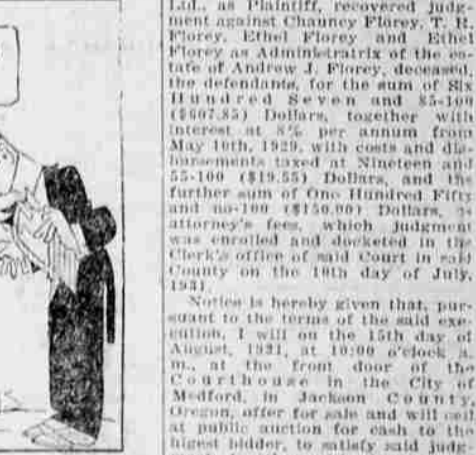 Ltd., as Plaintiff, recovered judg-
ment against Chauncy Florey, T. R.
Florey, Ethel Florey and Ethel
Florey as Administratrix of the es-
tate of Andrew J. Florey, deceased,
the defendants, for the sum of Six
Hundred Seven and 85-100
($607.85) Dollars, together with
interest at 8% per annum from
May 10th, 1929, with costs and dis-
bursements taxed at Nineteen and
55-100 ($19.55) Dollars, and the
further sum of One Hundred Fifty
and no-100 ($150.00) Dollars, as
attorney's fees, which judgment
was enrolled and docketed in the
Clerk's office of said Court in said
County on the 10th day of July,
1931.
Notice is hereby given that, pur-
suant to the terms of the said exe-
cution, I will on the 15th day of
August, 1931, at 10:00 o'clock a.
m., at the front door of the
Courthouse in the City of
Medford, in Jackson County,
Oregon, offer for sale and will sell
at public auction for cash to the
higest bidder, to satisfy said judg-